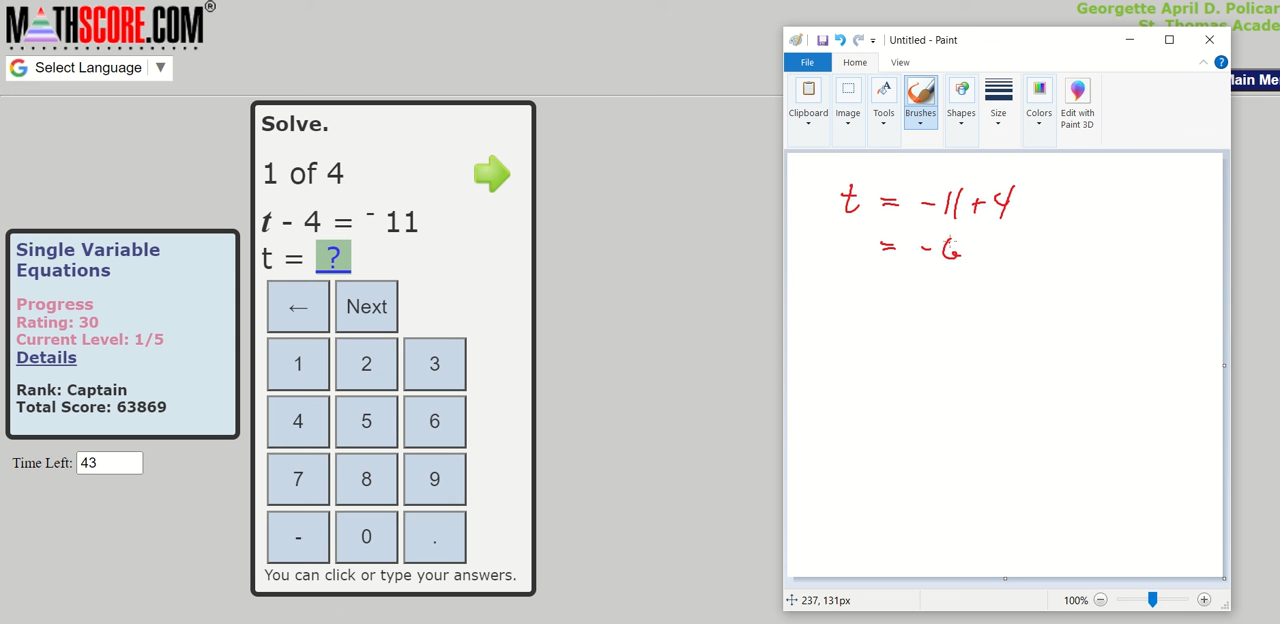 MATHSCORE.COM®
Georgette April D. Policar
St. Thomas Acade
Select Language ▼
Main Me
Single Variable
Equations
Progress
Rating: 30
Current Level: 1/5
Details
Rank: Captain
Total Score: 63869
Time Left: 43
Solve.
1 of 4
t - 4 = ⁻ 11
t = ?
← Next
1 2 3
4 5 6
7 8 9
- 0 .
You can click or type your answers.
Untitled - Paint
File Home View
Clipboard Image Tools Brushes Shapes Size Colors Edit with
Paint 3D
t = -11+4
= -6
237, 131px
100%